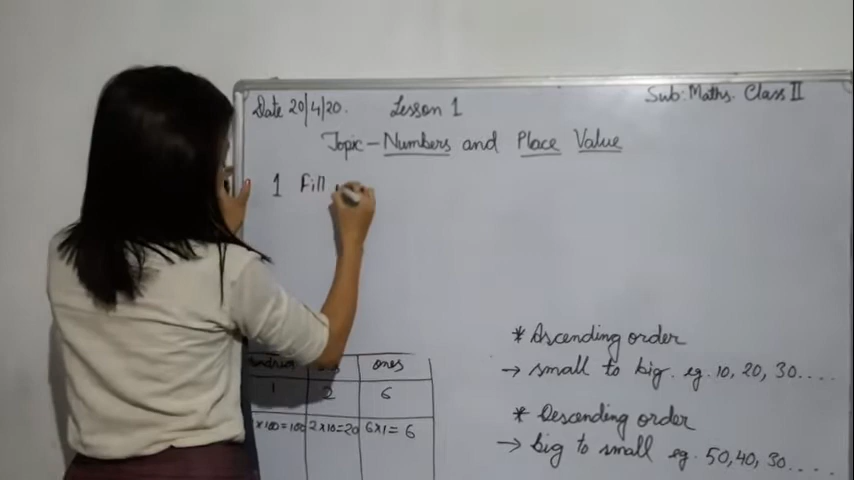 Date 20/4/20. Lesson 1 Sub: Maths. Class II
Topic - Numbers and Place Value
1 Fill
ones
1 2 6
x100=100 2x10=20 6x1= 6
* Ascending order
→ small to big. eg. 10, 20, 30....
* Descending order
→ big to small eg. 50,40, 30.....